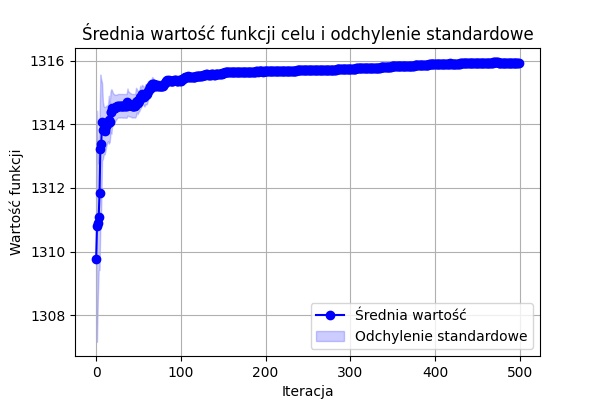 Średnia wartość funkcji celu i odchylenie standardowe
1316
1314
1312
1310
1308
Wartość funkcji
Średnia wartość
Odchylenie standardowe
0 100 200 300 400 500
Iteracja